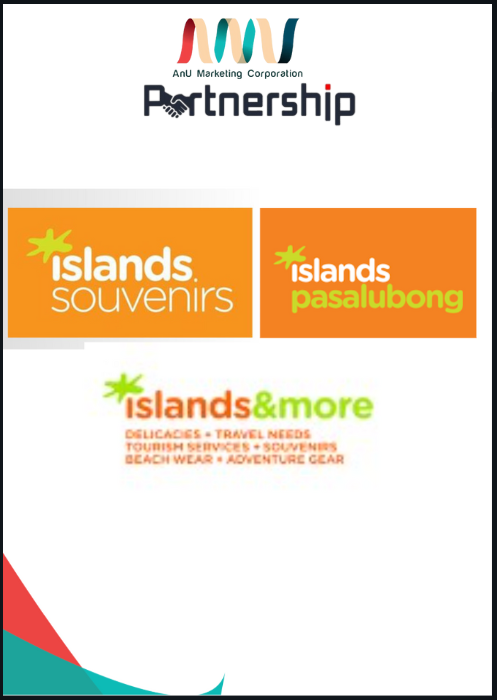 AnU Marketing Corporation
Partnership
islands
souvenirs
islands
pasalubong
islands&more
DELICACIES • TRAVEL NEEDS
TOURISM SERVICES • SOUVENIRS
BEACH WEAR • ADVENTURE GEAR